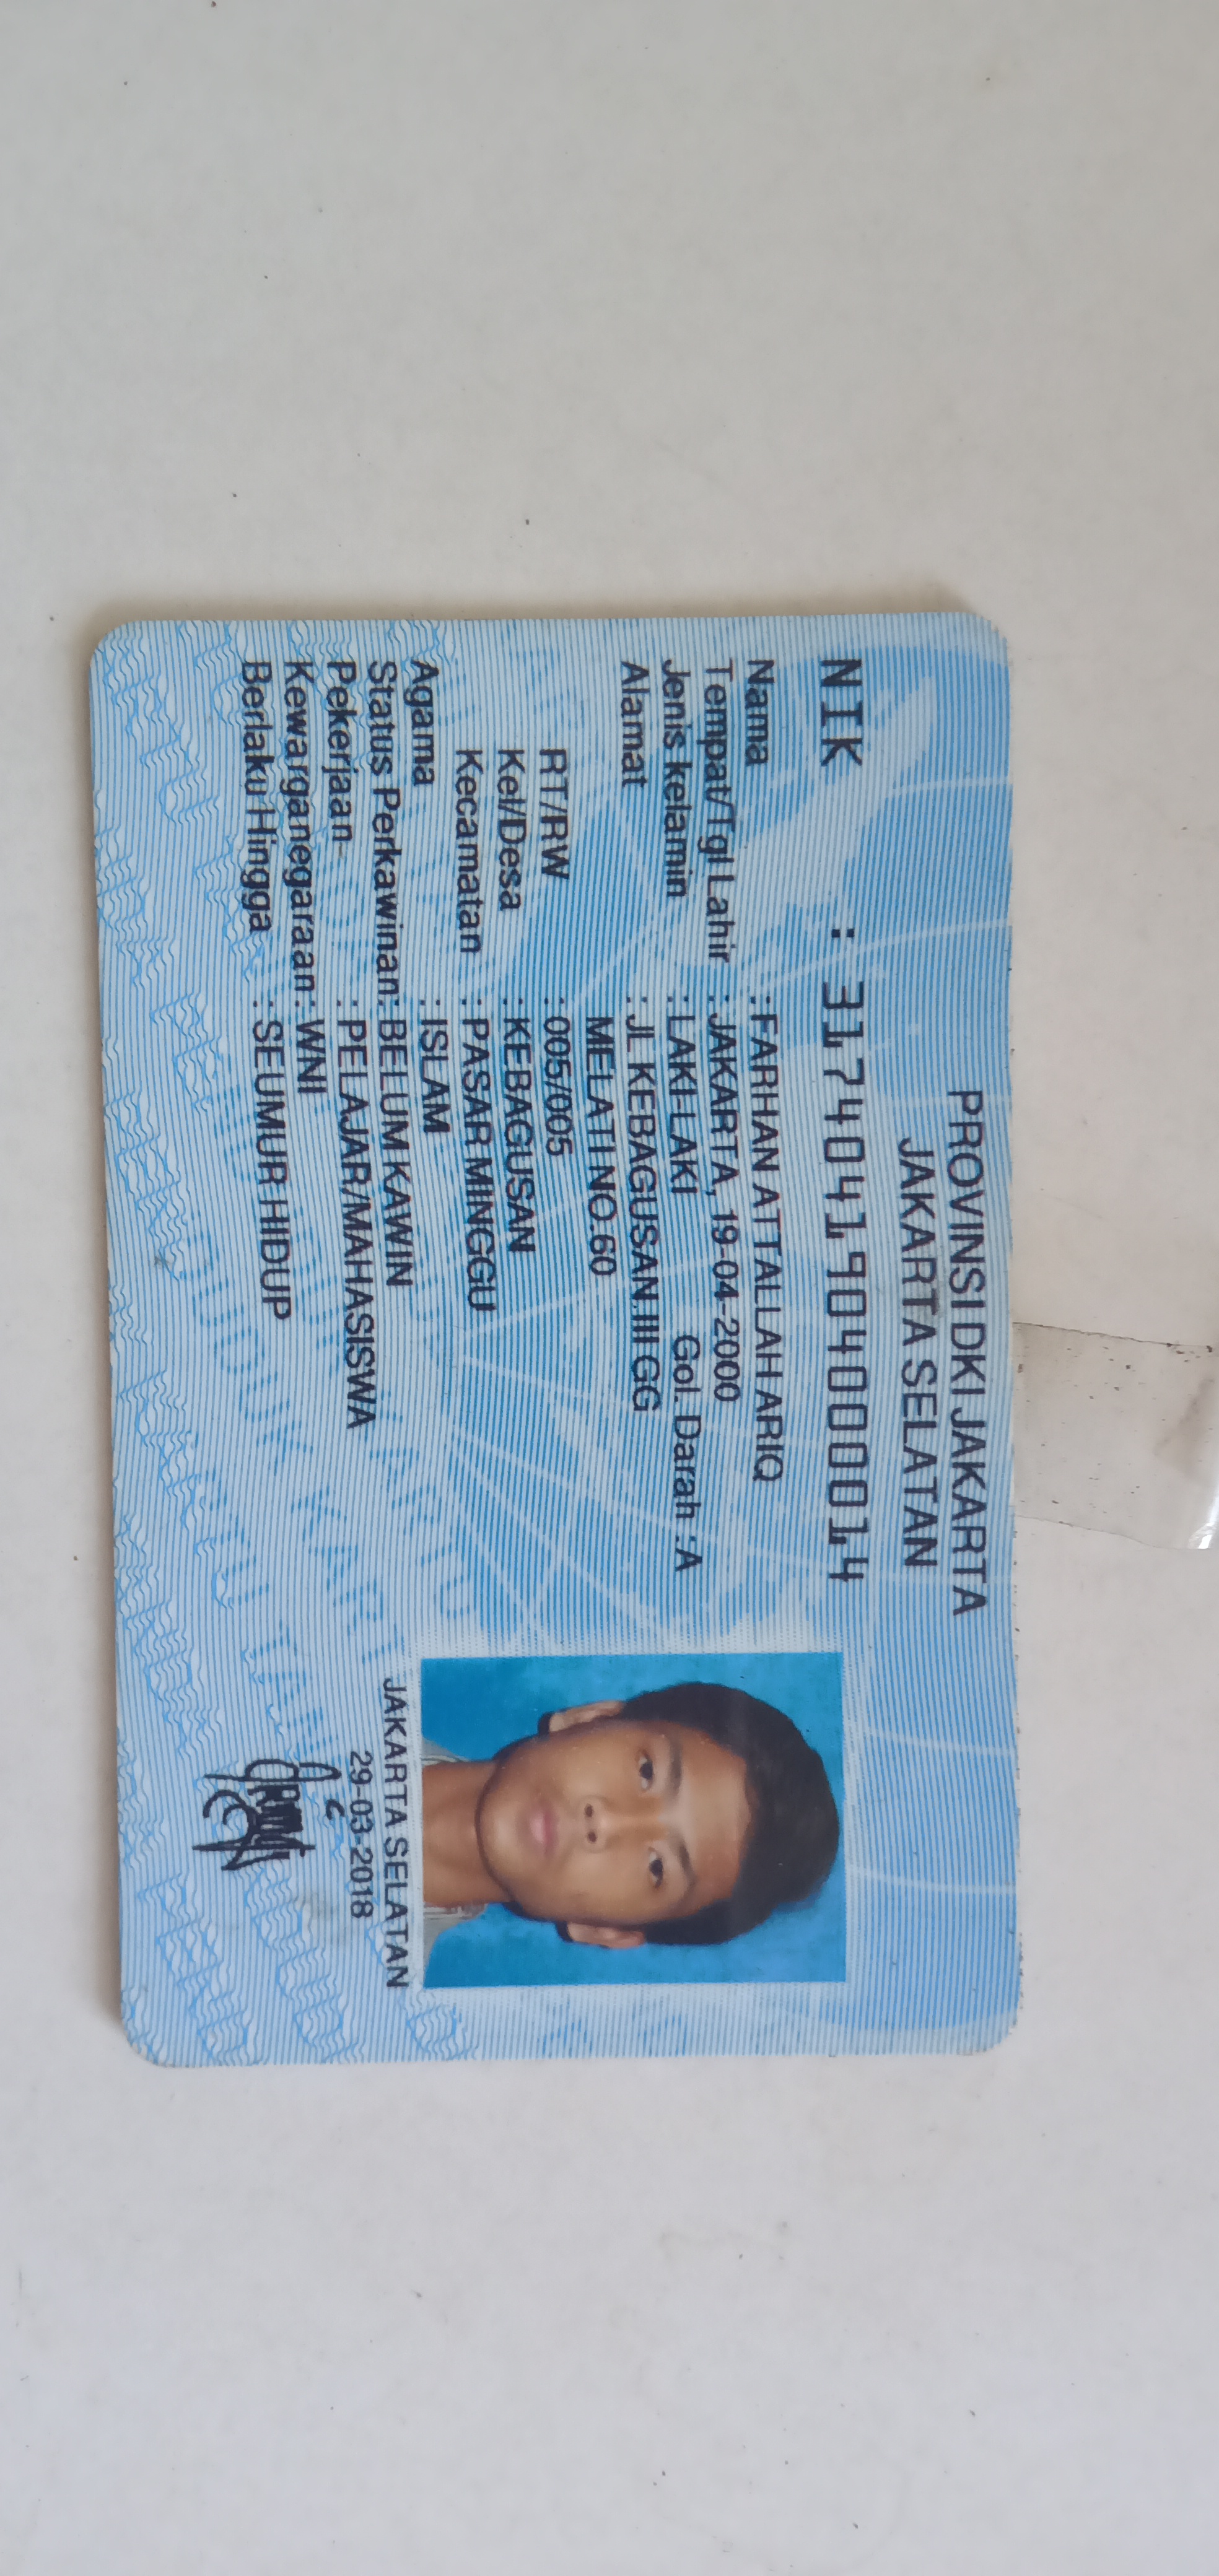 PROVINSI DKI JAKARTA
JAKARTA SELATAN
NIK : 3174041904000014
Nama : FARHAN ATTALLAH ARIQ
Tempat/Tgl Lahir : JAKARTA, 19-04-2000
Jenis kelamin : LAKI-LAKI Gol. Darah : A
Alamat : JL KEBAGUSAN.III GG
MELATI NO.60
RT/RW : 005/005
Kel/Desa : KEBAGUSAN
Kecamatan : PASAR MINGGU
Agama : ISLAM
Status Perkawinan: BELUM KAWIN
Pekerjaan : PELAJAR/MAHASISWA
Kewarganegaraan: WNI
Berlaku Hingga : SEUMUR HIDUP
JAKARTA SELATAN
29-03-2018